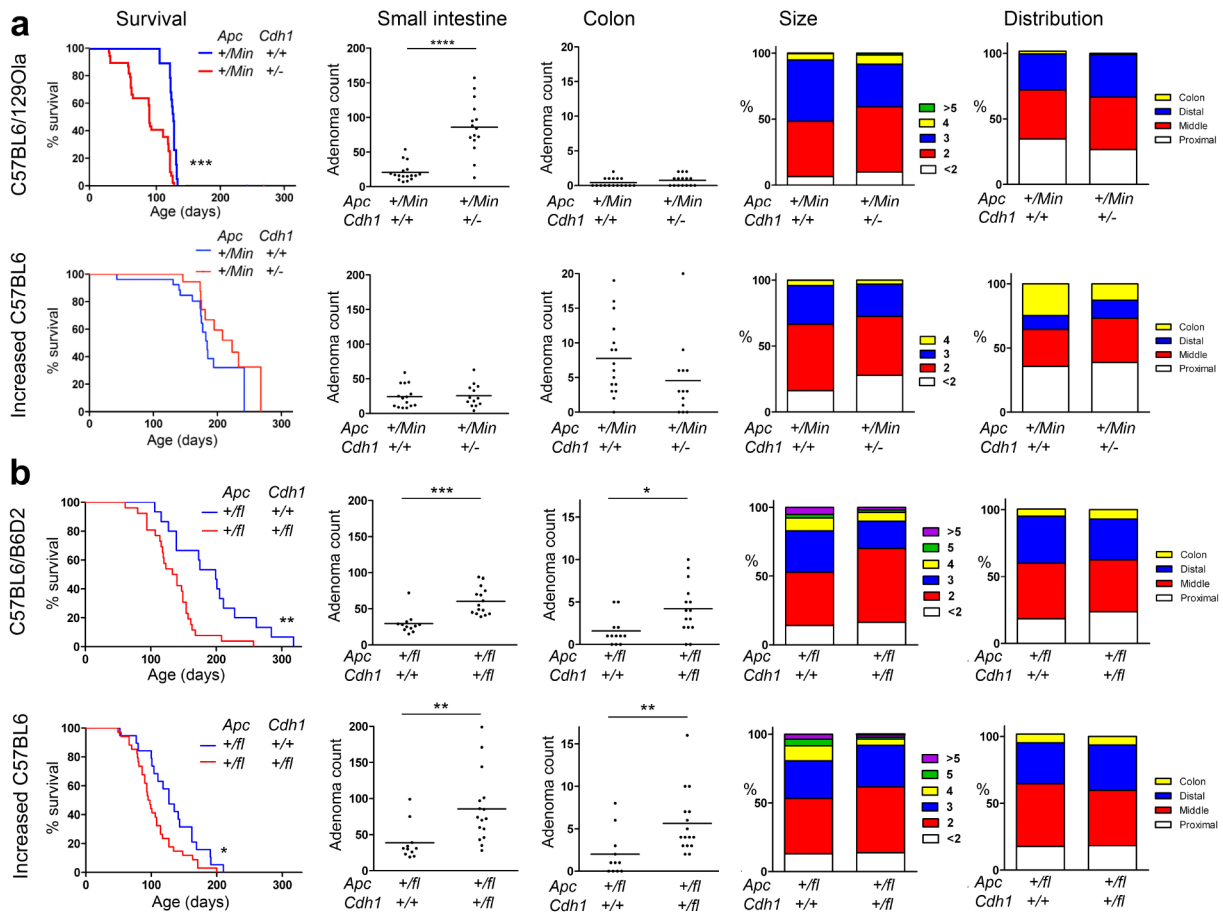 a
Survival
Small intestine
Colon
Size
Distribution
C57BL6/129Ola
Apc Cdh1
+/Min +/+
+/Min +/-
% survival
100
80
60
40
20
0
***
0 100 200 300
Age (days)
Adenoma count
200
150
100
50
0
****
Apc +/Min +/Min
Cdh1 +/+ +/-
Adenoma count
20
15
10
5
0
Apc +/Min +/Min
Cdh1 +/+ +/-
%
100
50
0
>5
4
3
2
<2
Apc +/Min +/Min
Cdh1 +/+ +/-
%
100
50
0
Colon
Distal
Middle
Proximal
Apc +/Min +/Min
Cdh1 +/+ +/-
Increased C57BL6
Apc Cdh1
+/Min +/+
+/Min +/-
% survival
100
80
60
40
20
0
0 100 200 300
Age (days)
Adenoma count
200
150
100
50
0
Apc +/Min +/Min
Cdh1 +/+ +/-
Adenoma count
20
15
10
5
0
Apc +/Min +/Min
Cdh1 +/+ +/-
%
100
50
0
4
3
2
<2
Apc +/Min +/Min
Cdh1 +/+ +/-
%
100
50
0
Colon
Distal
Middle
Proximal
Apc +/Min +/Min
Cdh1 +/+ +/-
b
C57BL6/B6D2
Apc Cdh1
+/fl +/+
+/fl +/fl
% survival
100
80
60
40
20
0
**
0 100 200 300
Age (days)
Adenoma count
200
150
100
50
0
***
Apc +/fl +/fl
Cdh1 +/+ +/fl
Adenoma count
15
10
5
0
*
Apc +/fl +/fl
Cdh1 +/+ +/fl
%
100
50
0
>5
5
4
3
2
<2
Apc +/fl +/fl
Cdh1 +/+ +/fl
%
100
50
0
Colon
Distal
Middle
Proximal
Apc +/fl +/fl
Cdh1 +/+ +/fl
Increased C57BL6
Apc Cdh1
+/fl +/+
+/fl +/fl
% survival
100
80
60
40
20
0
*
0 100 200 300
Age (days)
Adenoma count
200
150
100
50
0
**
Apc +/fl +/fl
Cdh1 +/+ +/fl
Adenoma count
15
10
5
0
**
Apc +/fl +/fl
Cdh1 +/+ +/fl
%
100
50
0
>5
5
4
3
2
<2
Apc +/fl +/fl
Cdh1 +/+ +/fl
%
100
50
0
Colon
Distal
Middle
Proximal
Apc +/fl +/fl
Cdh1 +/+ +/fl